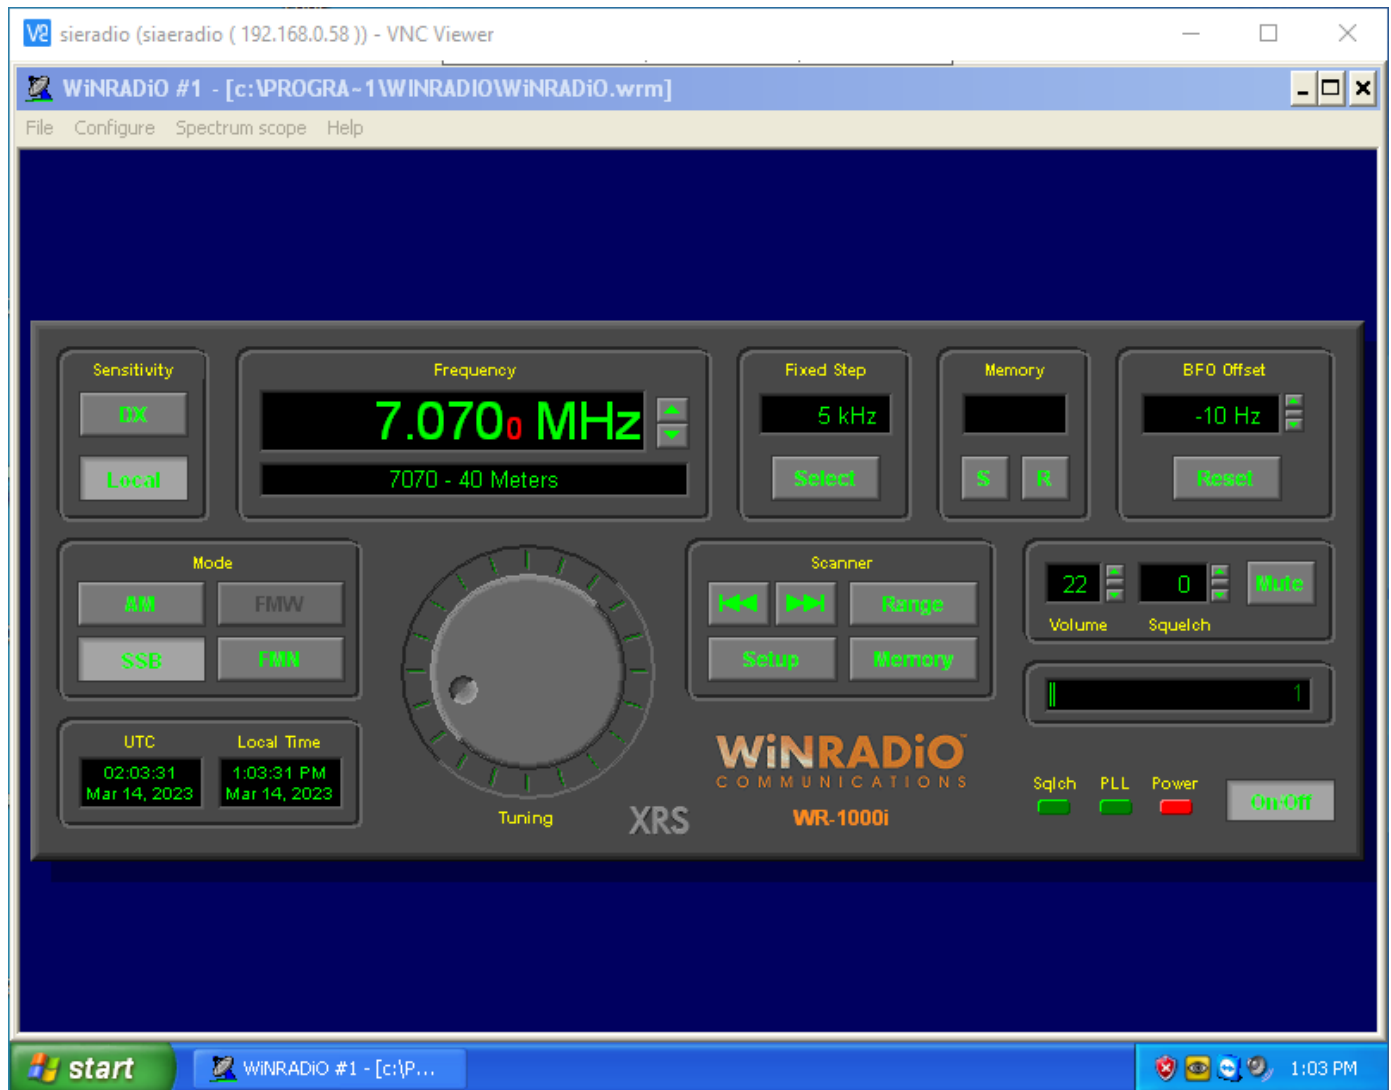 V2 sieradio (siaeradio ( 192.168.0.58 )) - VNC Viewer
WiNRADiO #1 - [c:\PROGRA~1\WINRADIO\WiNRADiO.wrm]
File Configure Spectrum scope Help
Sensitivity
DX
Local
Frequency
7.0700 MHz
7070 - 40 Meters
Fixed Step
5 kHz
Select
Memory
S R
BFO Offset
-10 Hz
Reset
Mode
AM FMW
SSB FMN
UTC
02:03:31
Mar 14, 2023
Local Time
1:03:31 PM
Mar 14, 2023
Tuning
XRS
Scanner
Range
Setup Memory
WiNRADiO™
COMMUNICATIONS
WR-1000i
22 0 Mute
Volume Squelch
1
Sqlch PLL Power
On/Off
start
WiNRADiO #1 - [c:\P...
1:03 PM